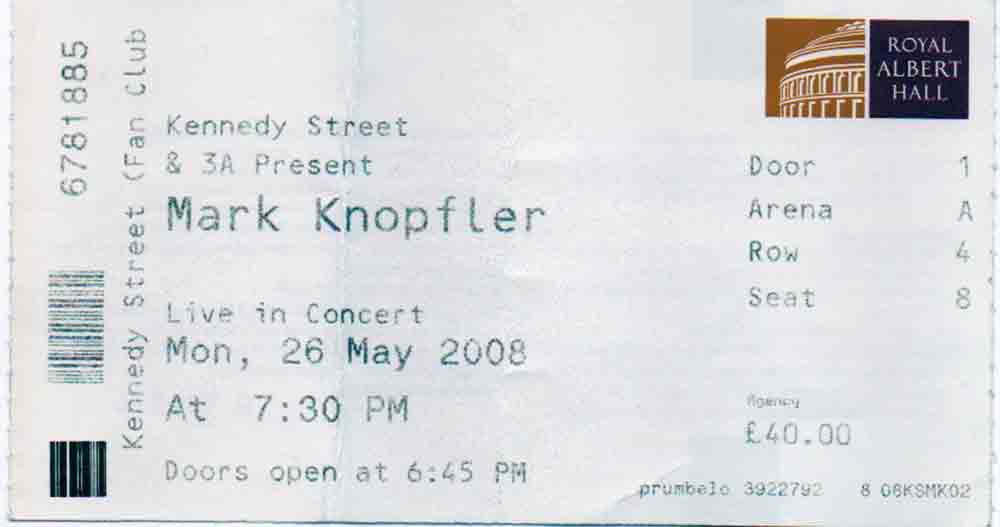 6781885
Kennedy Street (Fan Club
Kennedy Street
& 3A Present
Mark Knopfler
Live in Concert
Mon, 26 May 2008
At 7:30 PM
Doors open at 6:45 PM
ROYAL
ALBERT
HALL
Door 1
Arena A
Row 4
Seat 8
Agency
£40.00
prumbelo 3922792 8 08KSMK02